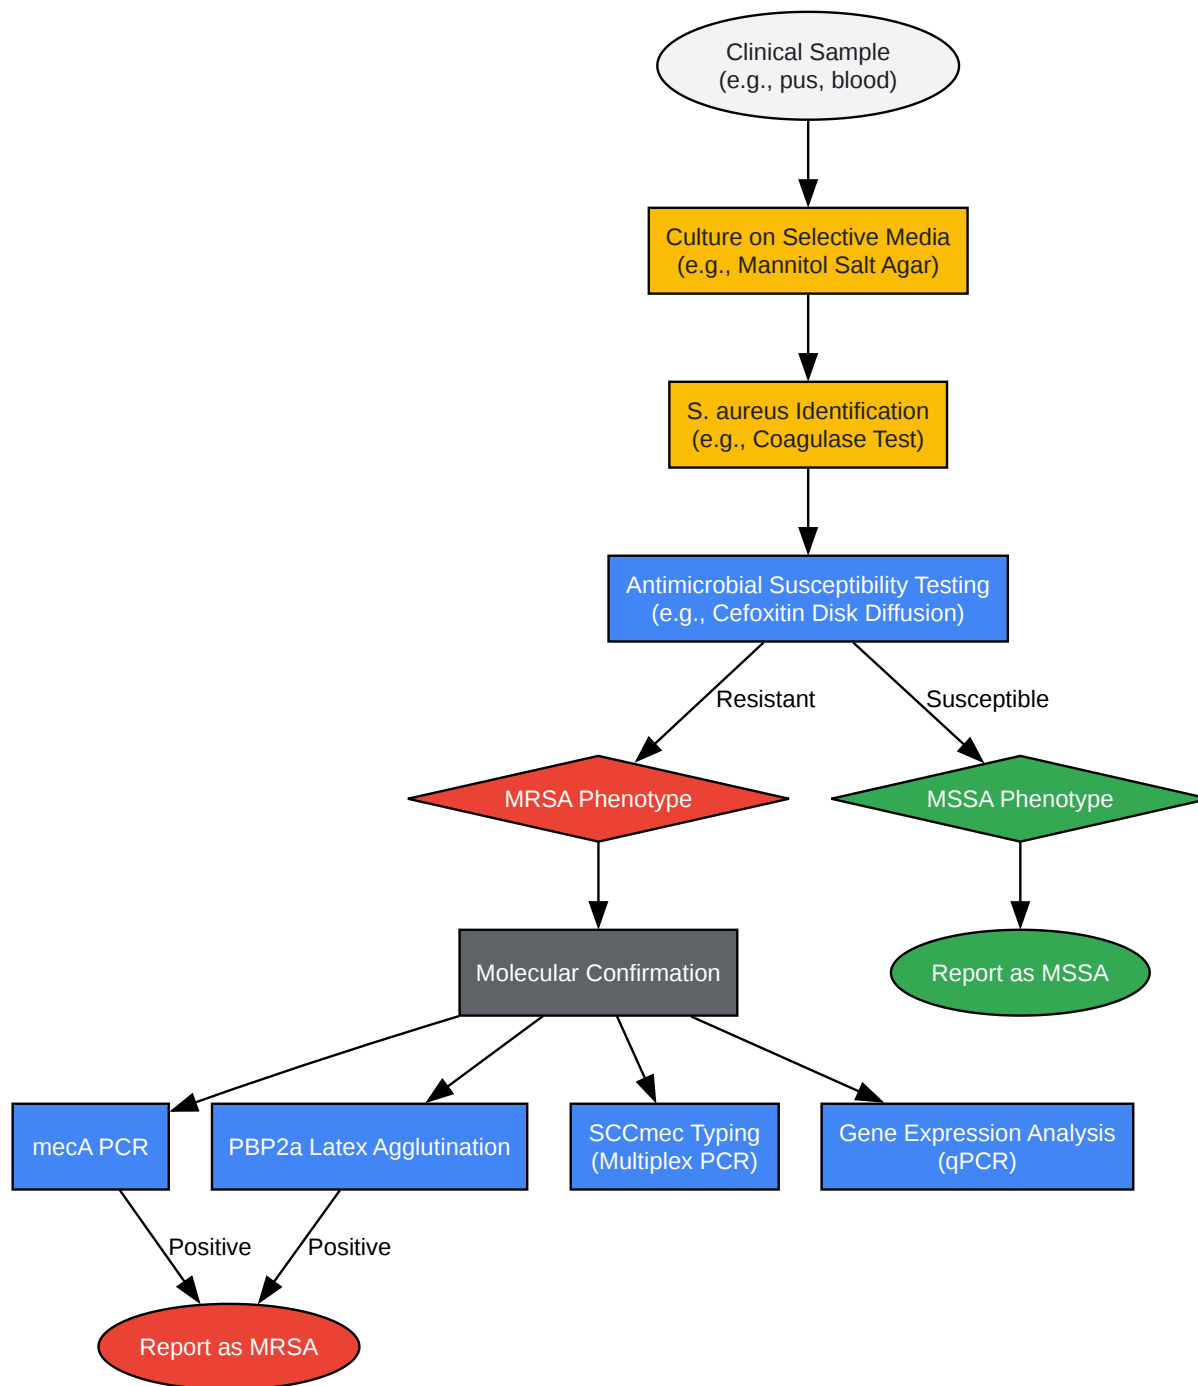 Clinical Sample
(e.g., pus, blood)
Culture on Selective Media
(e.g., Mannitol Salt Agar)
S. aureus Identification
(e.g., Coagulase Test)
Antimicrobial Susceptibility Testing
(e.g., Cefoxitin Disk Diffusion)
Resistant
Susceptible
MRSA Phenotype
MSSA Phenotype
Molecular Confirmation
Report as MSSA
mecA PCR
PBP2a Latex Agglutination
SCCmec Typing
(Multiplex PCR)
Gene Expression Analysis
(qPCR)
Positive
Positive
Report as MRSA